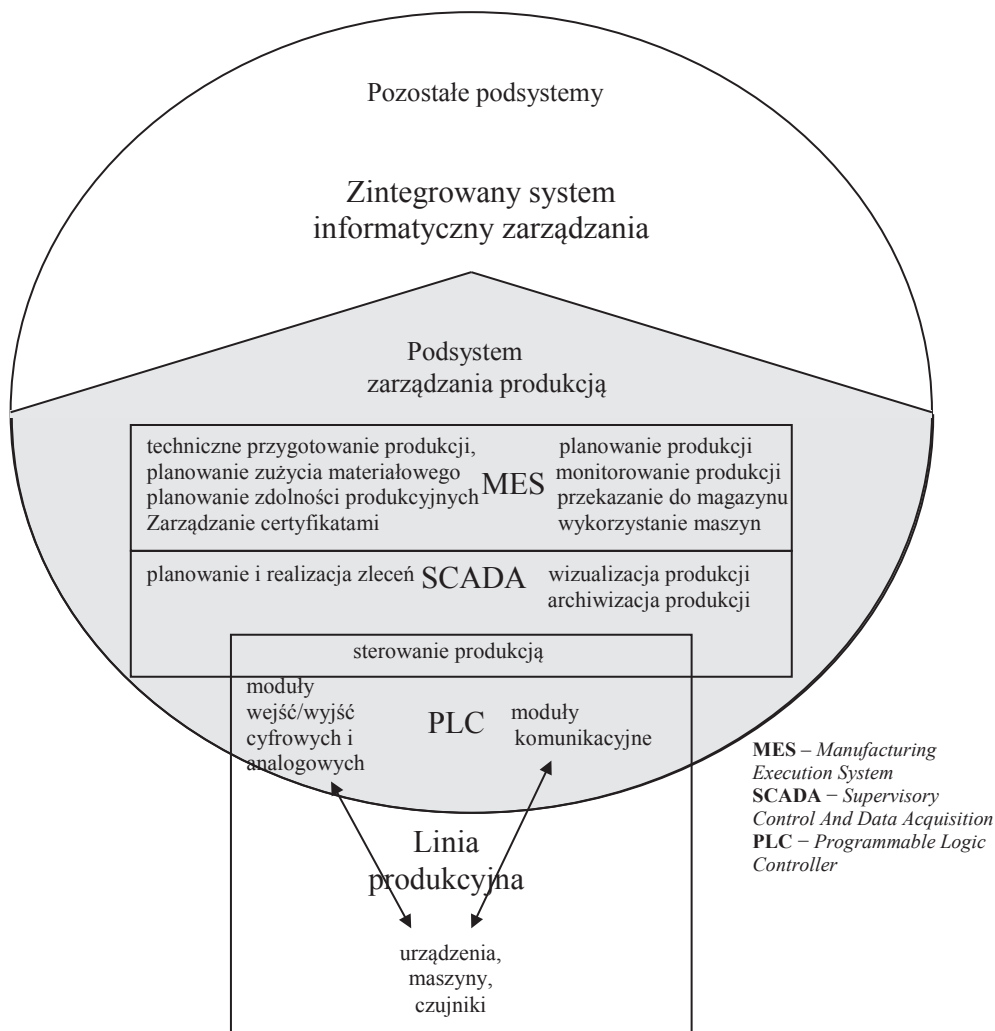 Pozostałe podsystemy
Zintegrowany system
informatyczny zarządzania
Podsystem
zarządzania produkcją
techniczne przygotowanie produkcji,
planowanie zużycia materiałowego
planowanie zdolności produkcyjnych
Zarządzanie certyfikatami
MES
planowanie produkcji
monitorowanie produkcji
przekazanie do magazynu
wykorzystanie maszyn
planowanie i realizacja zleceń
SCADA
wizualizacja produkcji
archiwizacja produkcji
sterowanie produkcją
moduły
wejść/wyjść
cyfrowych i
analogowych
PLC
moduły
komunikacyjne
MES – Manufacturing
Execution System
SCADA – Supervisory
Control And Data Acquisition
PLC – Programmable Logic
Controller
Linia
produkcyjna
urządzenia,
maszyny,
czujniki